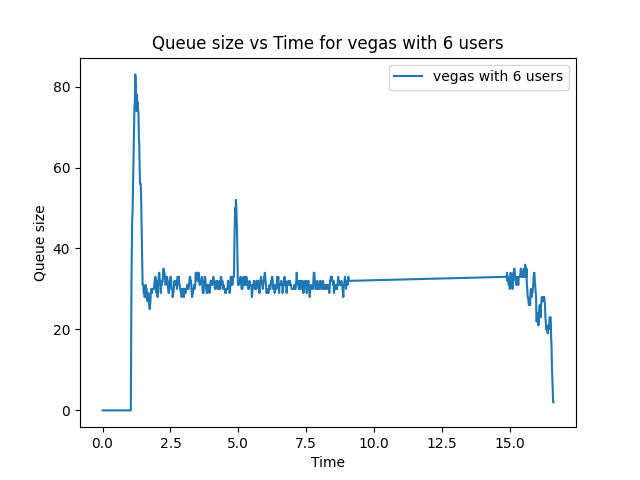 Queue size vs Time for vegas with 6 users
vegas with 6 users
80
60
40
20
0
Queue size
0.0 2.5 5.0 7.5 10.0 12.5 15.0
Time